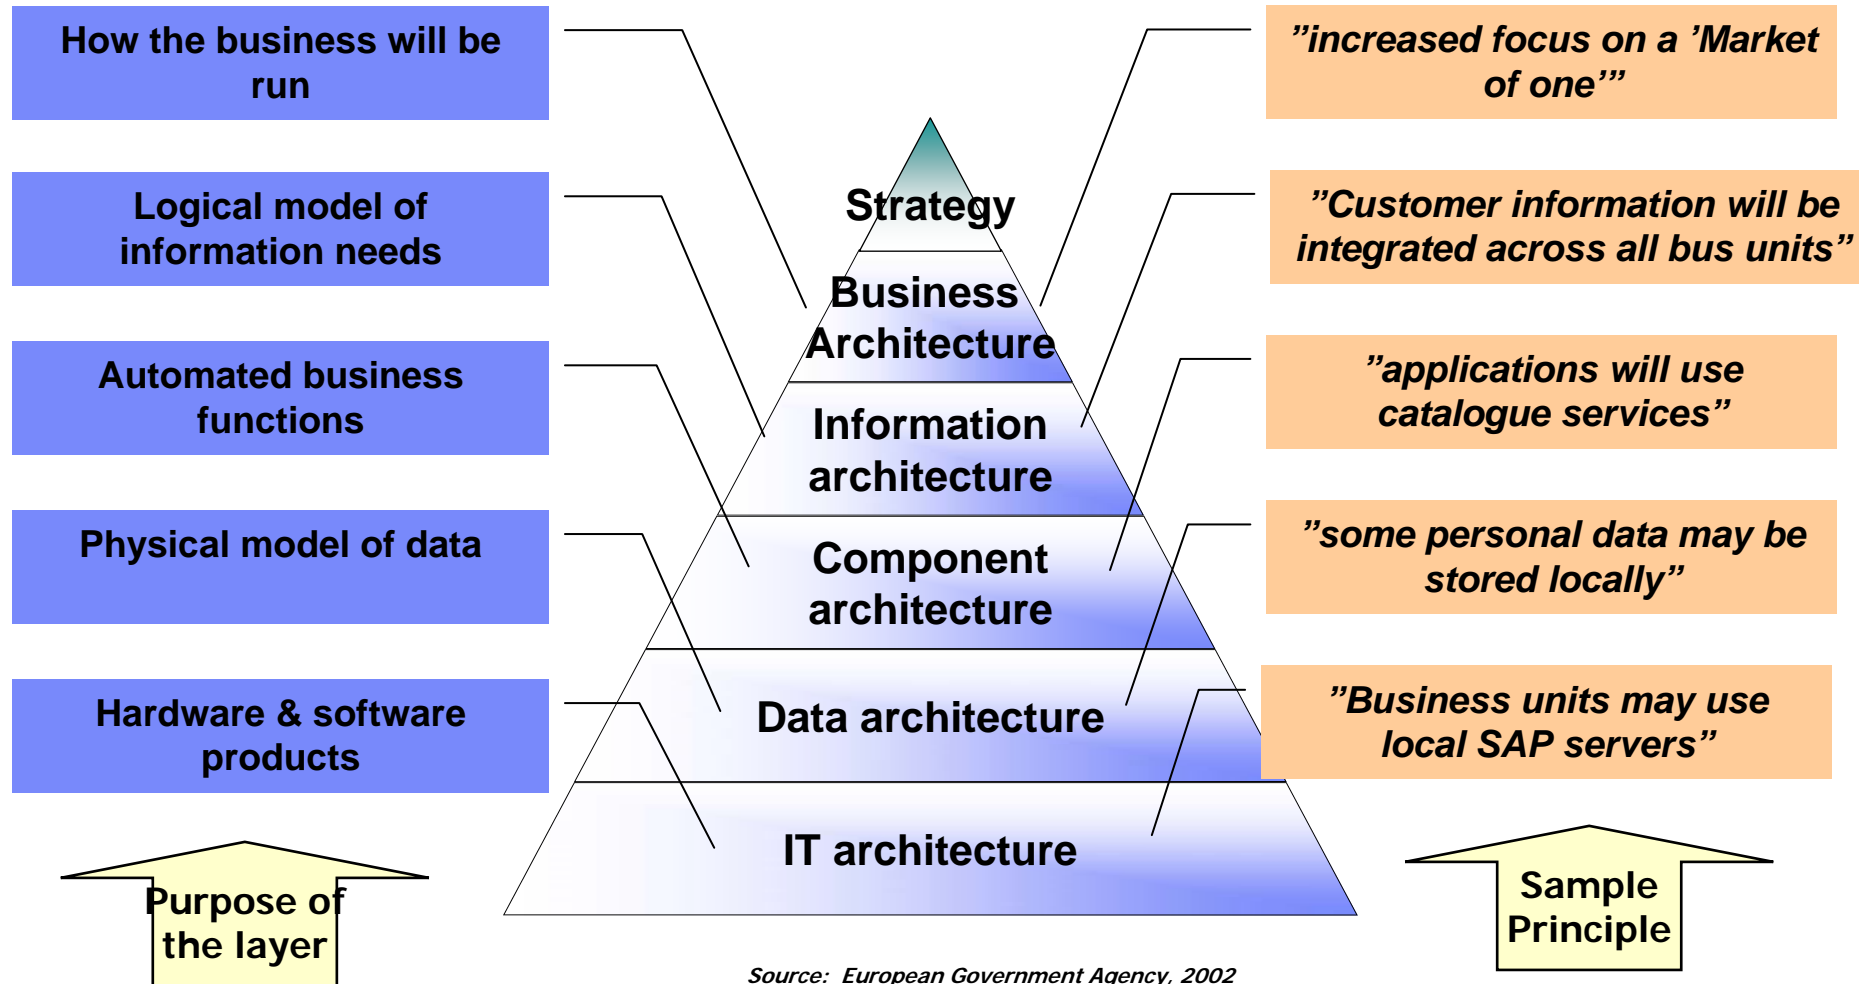 How the business will be
run
Logical model of
information needs
Automated business
functions
Physical model of data
Hardware & software
products
Purpose of
the layer
Strategy
Business
Architecture
Information
architecture
Component
architecture
Data architecture
IT architecture
Source: European Government Agency, 2002
”increased focus on a ’Market
of one’”
”Customer information will be
integrated across all bus units”
”applications will use
catalogue services”
”some personal data may be
stored locally”
”Business units may use
local SAP servers”
Sample
Principle